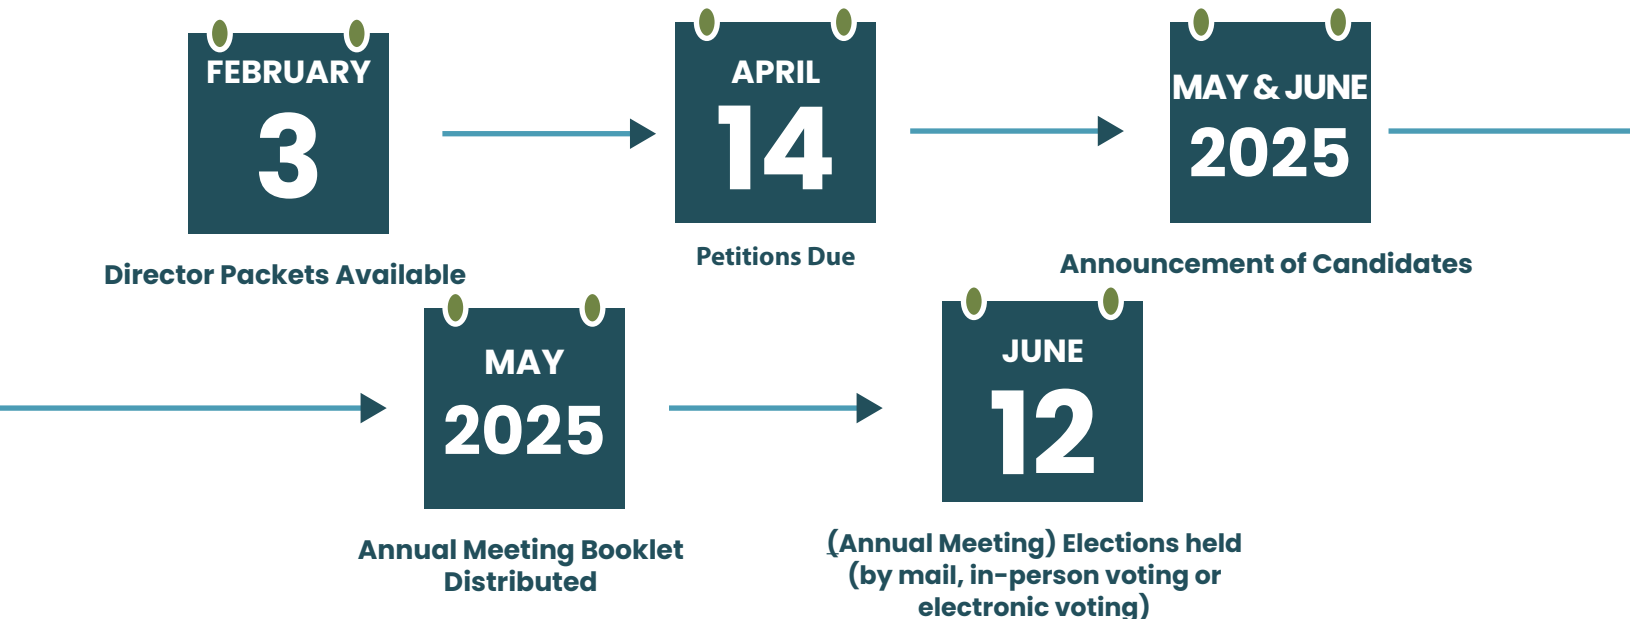 FEBRUARY
3
Director Packets Available
APRIL
14
Petitions Due
MAY & JUNE
2025
Announcement of Candidates
MAY
2025
Annual Meeting Booklet
Distributed
JUNE
12
(Annual Meeting) Elections held
(by mail, in-person voting or
electronic voting)